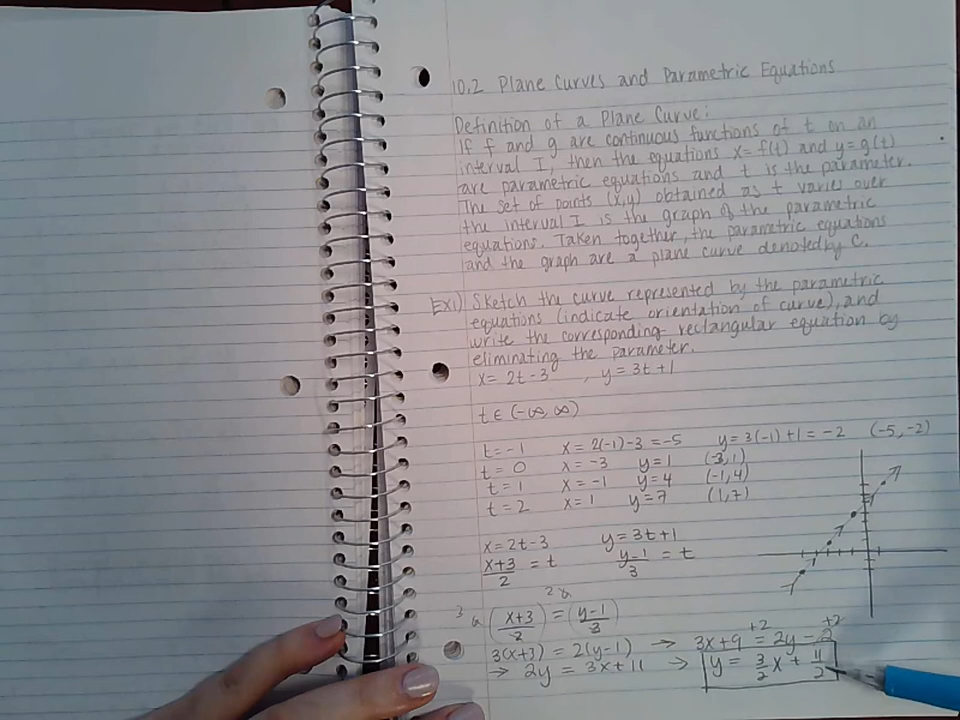 10.2 Plane Curves and Parametric Equations
Definition of a Plane Curve:
If f and g are continuous functions of t on an
interval I, then the equations x=f(t) and y=g(t)
are parametric equations and t is the parameter.
The set of points (x,y) obtained as t varies over
the interval I is the graph of the parametric
equations. Taken together, the parametric equations
and the graph are a plane curve denoted by C.
EX1) Sketch the curve represented by the parametric
equations (indicate orientation of curve), and
write the corresponding rectangular equation by
eliminating the parameter.
x = 2t-3 , y = 3t+1
t ∈ (-∞, ∞)
t = -1 x = 2(-1)-3 = -5 y = 3(-1)+1 = -2 (-5,-2)
t = 0 x = -3 y = 1 (-3,1)
t = 1 x = -1 y = 4 (-1,4)
t = 2 x = 1 y = 7 (1,7)
x = 2t-3 y = 3t+1
(x+3)/2 = t (y-1)/3 = t
((x+3)/2) = ((y-1)/3)
3(x+3) = 2(y-1) → 3x+9 +2 = 2y-2 +2
→ 2y = 3x+11 → y = 3/2 x + 11/2